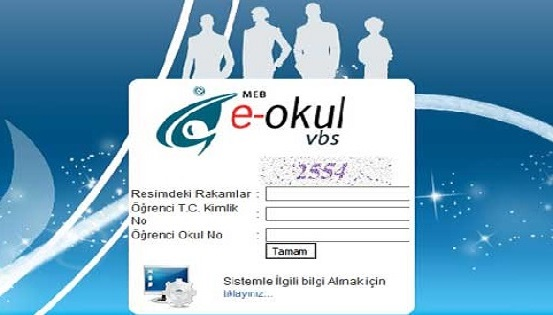 MEB
e-okul
vbs
2554
Resimdeki Rakamlar :
Öğrenci T.C. Kimlik
No :
Öğrenci Okul No :
Tamam
Sistemle İlgili bilgi Almak için
tıklayınız...